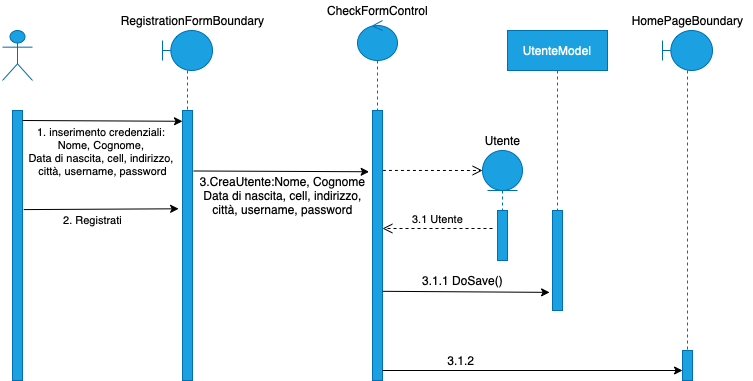 RegistrationFormBoundary
CheckFormControl
UtenteModel
HomePageBoundary
1. inserimento credenziali:
Nome, Cognome,
Data di nascita, cell, indirizzo,
città, username, password
2. Registrati
3.CreaUtente:Nome, Cognome
Data di nascita, cell, indirizzo,
città, username, password
Utente
3.1 Utente
3.1.1 DoSave()
3.1.2